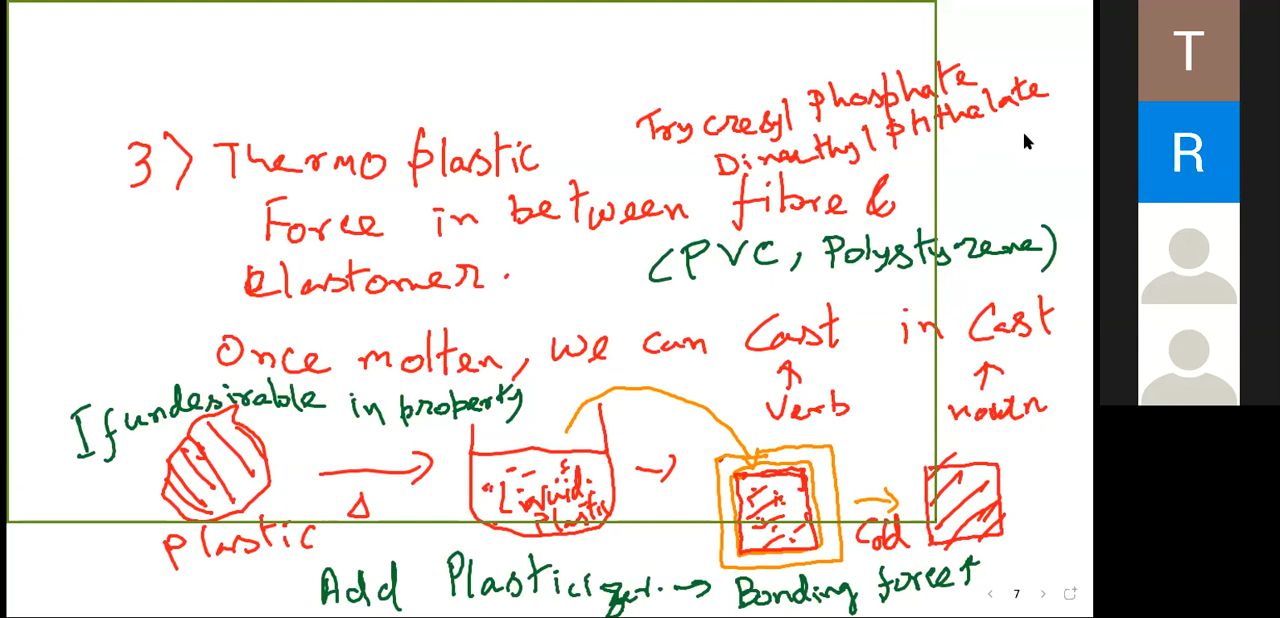 Try cresyl phosphate
Dimethyl phthalate
3) Thermo plastic
Force in between fibre &
elastomer.
(PVC, Polystyrene)
Once molten, we can Cast in Cast
Verb
noun
If undesirable in property
Liquid
Plastic
Δ
plastic
Cold
Add Plasticizer. → Bonding force ↑
7
T
R